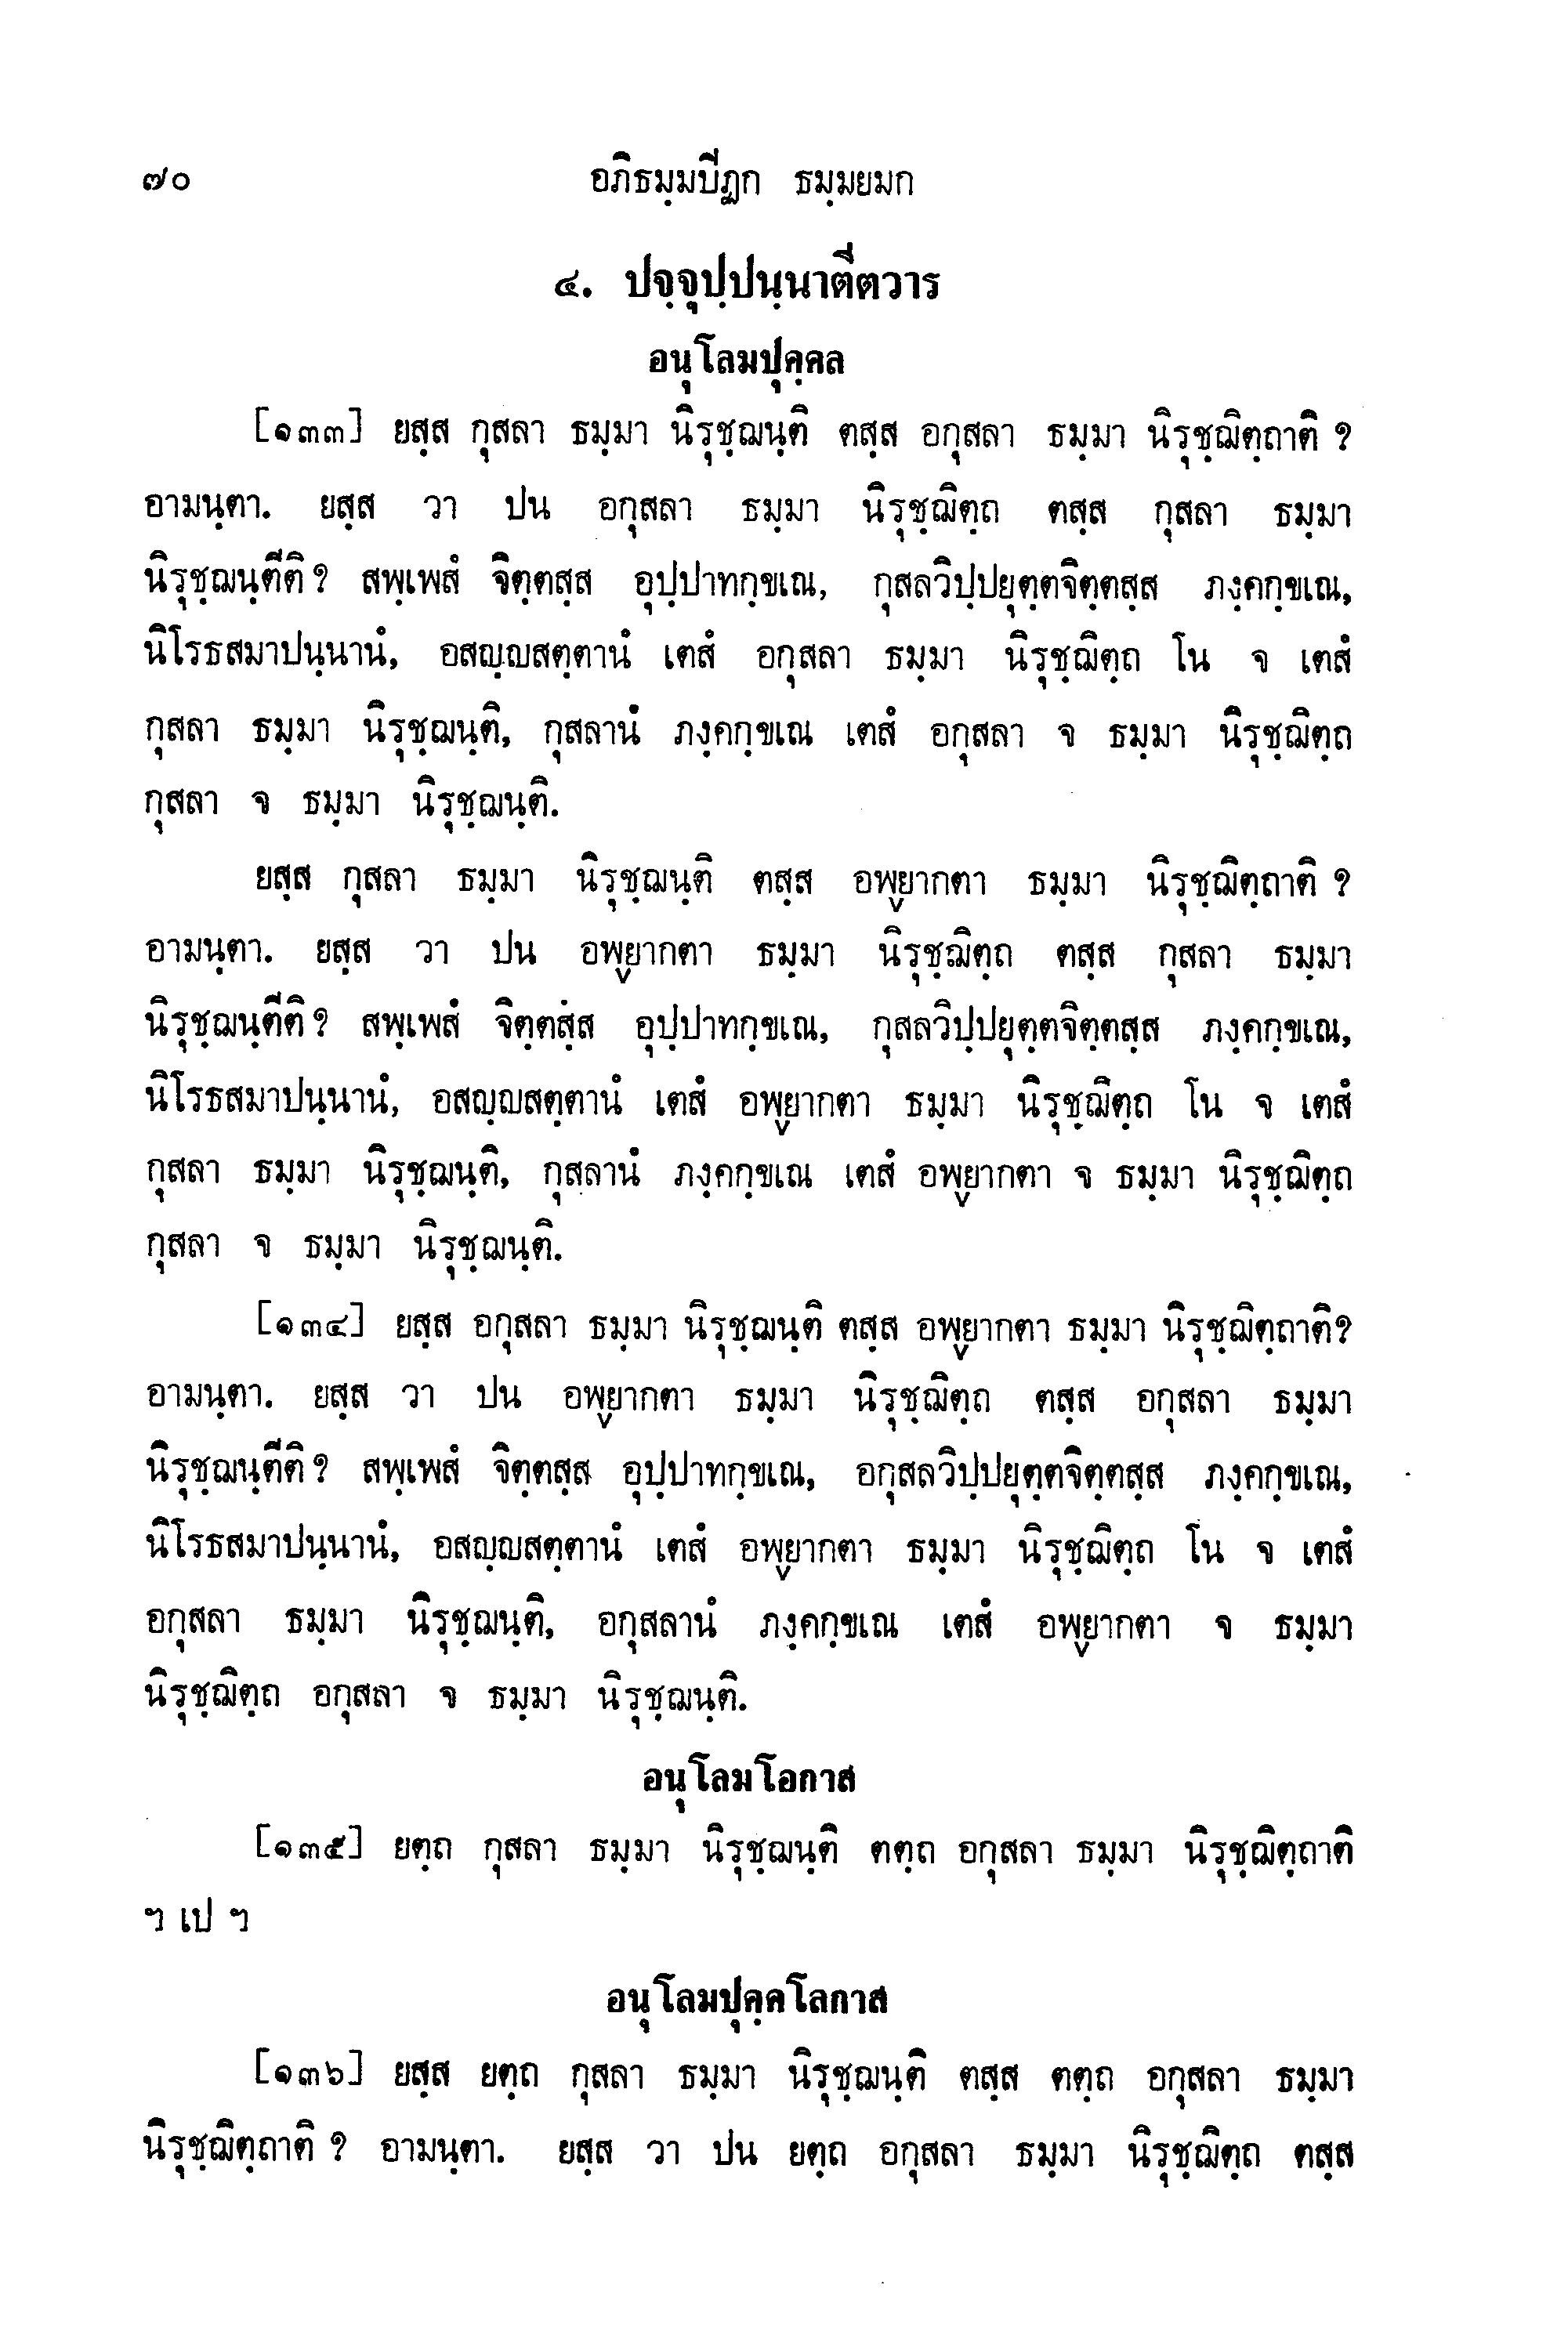 ๗๐ อภิธมฺมปีฏก ธมฺมยมก
๔. ปจฺจุปฺปนฺนาตีตวาร
อนุโลมปุคฺคล
[๑๓๓] ยสฺส กุสลา ธมฺมา นิรุชฺฌนฺติ ตสฺส อกุสลา ธมฺมา นิรุชฺฌิตฺถาติ ?
อามนฺตา. ยสฺส วา ปน อกุสลา ธมฺมา นิรุชฺฌิตฺถ ตสฺส กุสลา ธมฺมา
นิรุชฺฌนฺตีติ ? สพฺเพสํ จิตฺตสฺส อุปฺปาทกฺขเณ, กุสลวิปฺปยุตฺตจิตฺตสฺส ภงฺคกฺขเณ,
นิโรธสมาปนฺนานํ, อสญฺญสตฺตานํ เตสํ อกุสลา ธมฺมา นิรุชฺฌิตฺถ โน จ เตสํ
กุสลา ธมฺมา นิรุชฺฌนฺติ, กุสลานํ ภงฺคกฺขเณ เตสํ อกุสลา จ ธมฺมา นิรุชฺฌิตฺถ
กุสลา จ ธมฺมา นิรุชฺฌนฺติ.
ยสฺส กุสลา ธมฺมา นิรุชฺฌนฺติ ตสฺส อพฺยากตา ธมฺมา นิรุชฺฌิตฺถาติ ?
อามนฺตา. ยสฺส วา ปน อพฺยากตา ธมฺมา นิรุชฺฌิตฺถ ตสฺส กุสลา ธมฺมา
นิรุชฺฌนฺตีติ ? สพฺเพสํ จิตฺตสฺส อุปฺปาทกฺขเณ, กุสลวิปฺปยุตฺตจิตฺตสฺส ภงฺคกฺขเณ,
นิโรธสมาปนฺนานํ, อสญฺญสตฺตานํ เตสํ อพฺยากตา ธมฺมา นิรุชฺฌิตฺถ โน จ เตสํ
กุสลา ธมฺมา นิรุชฺฌนฺติ, กุสลานํ ภงฺคกฺขเณ เตสํ อพฺยากตา จ ธมฺมา นิรุชฺฌิตฺถ
กุสลา จ ธมฺมา นิรุชฺฌนฺติ.
[๑๓๔] ยสฺส อกุสลา ธมฺมา นิรุชฺฌนฺติ ตสฺส อพฺยากตา ธมฺมา นิรุชฺฌิตฺถาติ?
อามนฺตา. ยสฺส วา ปน อพฺยากตา ธมฺมา นิรุชฺฌิตฺถ ตสฺส อกุสลา ธมฺมา
นิรุชฺฌนฺตีติ ? สพฺเพสํ จิตฺตสฺส อุปฺปาทกฺขเณ, อกุสลวิปฺปยุตฺตจิตฺตสฺส ภงฺคกฺขเณ,
นิโรธสมาปนฺนานํ, อสญฺญสตฺตานํ เตสํ อพฺยากตา ธมฺมา นิรุชฺฌิตฺถ โน จ เตสํ
อกุสลา ธมฺมา นิรุชฺฌนฺติ, อกุสลานํ ภงฺคกฺขเณ เตสํ อพฺยากตา จ ธมฺมา
นิรุชฺฌิตฺถ อกุสลา จ ธมฺมา นิรุชฺฌนฺติ.
อนุโลมโอกาส
[๑๓๕] ยตฺถ กุสลา ธมฺมา นิรุชฺฌนฺติ ตตฺถ อกุสลา ธมฺมา นิรุชฺฌิตฺถาติ
ฯ เป ฯ
อนุโลมปุคฺคโลกาส
[๑๓๖] ยสฺส ยตฺถ กุสลา ธมฺมา นิรุชฺฌนฺติ ตสฺส ตตฺถ อกุสลา ธมฺมา
นิรุชฺฌิตฺถาติ ? อามนฺตา. ยสฺส วา ปน ยตฺถ อกุสลา ธมฺมา นิรุชฺฌิตฺถ ตสฺส